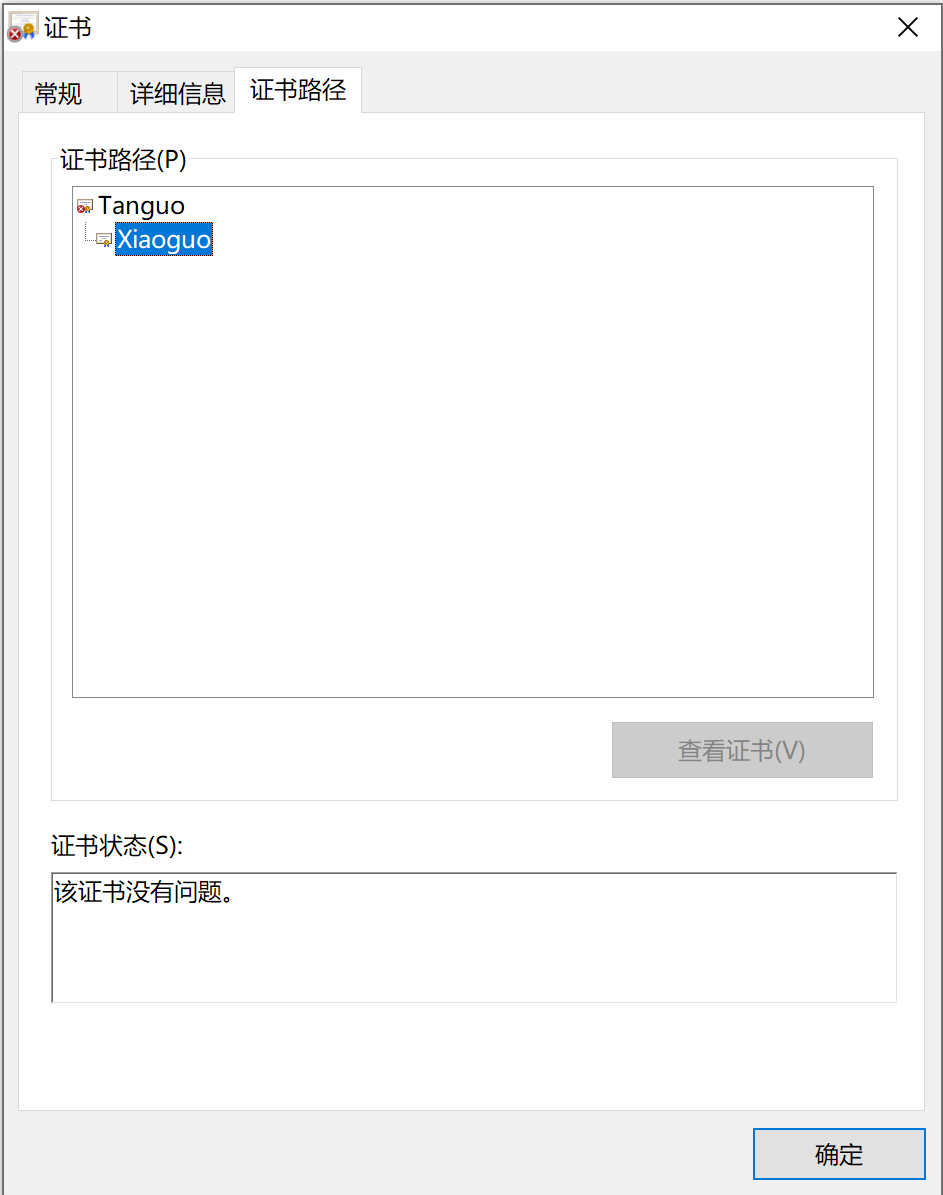 证书
常规
详细信息
证书路径
证书路径(P)
Tanguo
Xiaoguo
查看证书(V)
证书状态(S):
该证书没有问题。
确定